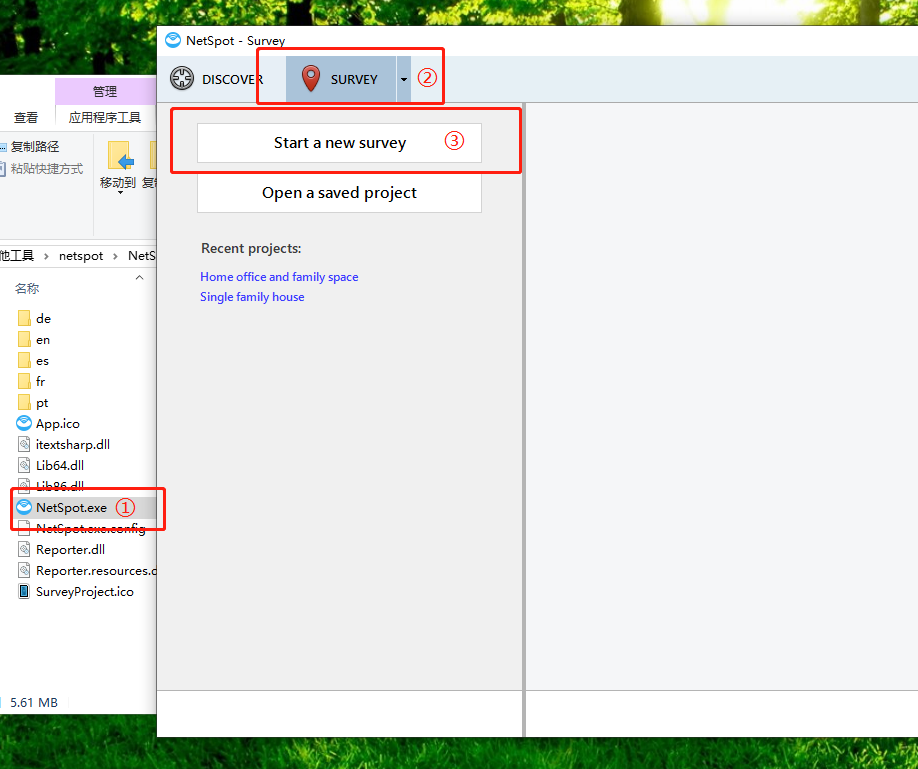 NetSpot - Survey
DISCOVER
SURVEY
②
Start a new survey ③
Open a saved project
Recent projects:
Home office and family space
Single family house
管理
查看
应用程序工具
复制路径
粘贴快捷方式
移动到
他工具 › netspot › NetS
名称
de
en
es
fr
pt
App.ico
itextsharp.dll
Lib64.dll
Lib86.dll
NetSpot.exe ①
NetSpot.exe.config
Reporter.dll
Reporter.resources.d
SurveyProject.ico
5.61 MB